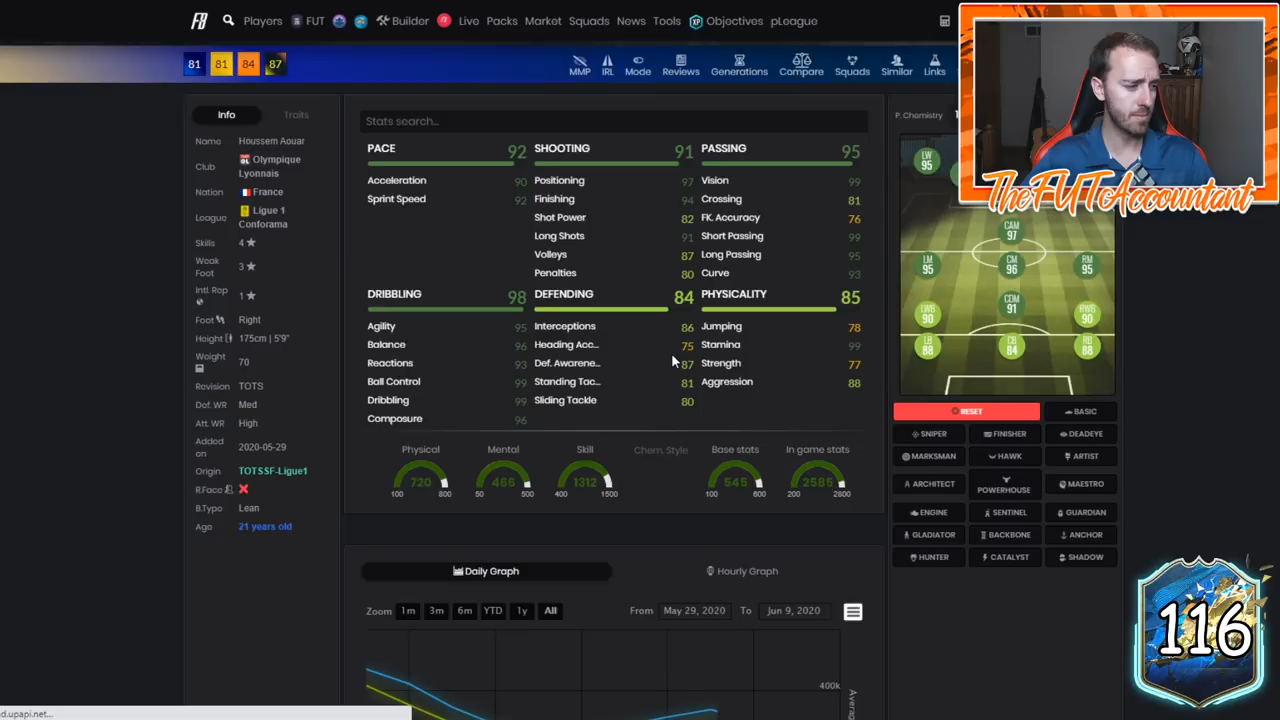 FB Players FUT Builder Live Packs Market Squads News Tools XP Objectives pLeague
81 81 84 87
MMP IRL Mode Reviews Generations Compare Squads Similar Links
Info Traits
Name Houssem Aouar
Club Olympique Lyonnais
Nation France
League Ligue 1 Conforama
Skills 4★
Weak Foot 3★
Intl. Rep 1★
Foot Right
Height 175cm | 5'9"
Weight 70
Revision TOTS
Def. WR Med
Att. WR High
Added on 2020-05-29
Origin TOTSSF-Ligue1
R.Face
B.Type Lean
Age 21 years old
Stats search...
PACE 92
Acceleration 90
Sprint Speed 92
SHOOTING 91
Positioning 97
Finishing 94
Shot Power 82
Long Shots 91
Volleys 87
Penalties 80
PASSING 95
Vision 99
Crossing 81
FK. Accuracy 76
Short Passing 99
Long Passing 95
Curve 93
DRIBBLING 98
Agility 95
Balance 96
Reactions 93
Ball Control 99
Dribbling 99
Composure 96
DEFENDING 84
Interceptions 86
Heading Acc... 75
Def. Awarene... 87
Standing Tac... 81
Sliding Tackle 80
PHYSICALITY 85
Jumping 78
Stamina 99
Strength 77
Aggression 88
Physical 720 100 800
Mental 466 50 500
Skill 1312 400 1500
Chem. Style
Base stats 545 100 600
In game stats 2585 200 2800
Daily Graph Hourly Graph
Zoom 1m 3m 6m YTD 1y All From May 29, 2020 To Jun 9, 2020
400k
P. Chemistry
LW 95
CAM 97
LM 95 CM 96 RM 95
CDM 91
LWB 90 RWB 90
LB 88 CB 84 RB 88
RESET BASIC
SNIPER FINISHER DEADEYE
MARKSMAN HAWK ARTIST
ARCHITECT POWERHOUSE MAESTRO
ENGINE SENTINEL GUARDIAN
GLADIATOR BACKBONE ANCHOR
HUNTER CATALYST SHADOW
TheFUTAccountant
116
d.upapi.net...